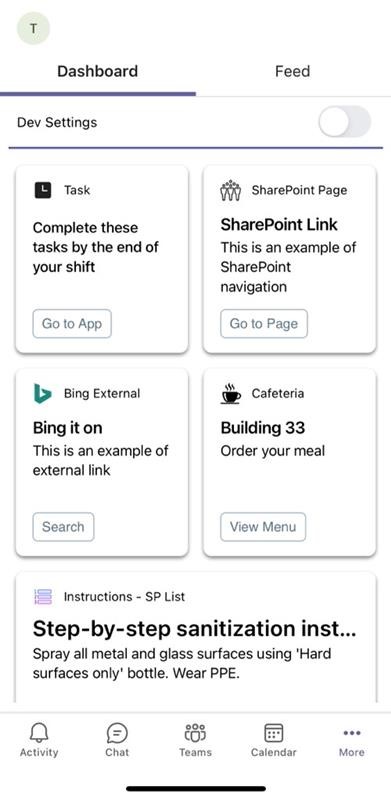 T
Dashboard
Feed
Dev Settings
Task
Complete these
tasks by the end of
your shift
Go to App
SharePoint Page
SharePoint Link
This is an example of
SharePoint
navigation
Go to Page
Bing External
Bing it on
This is an example of
external link
Search
Cafeteria
Building 33
Order your meal
View Menu
Instructions - SP List
Step-by-step sanitization inst...
Spray all metal and glass surfaces using 'Hard
surfaces only' bottle. Wear PPE.
Activity
Chat
Teams
Calendar
More